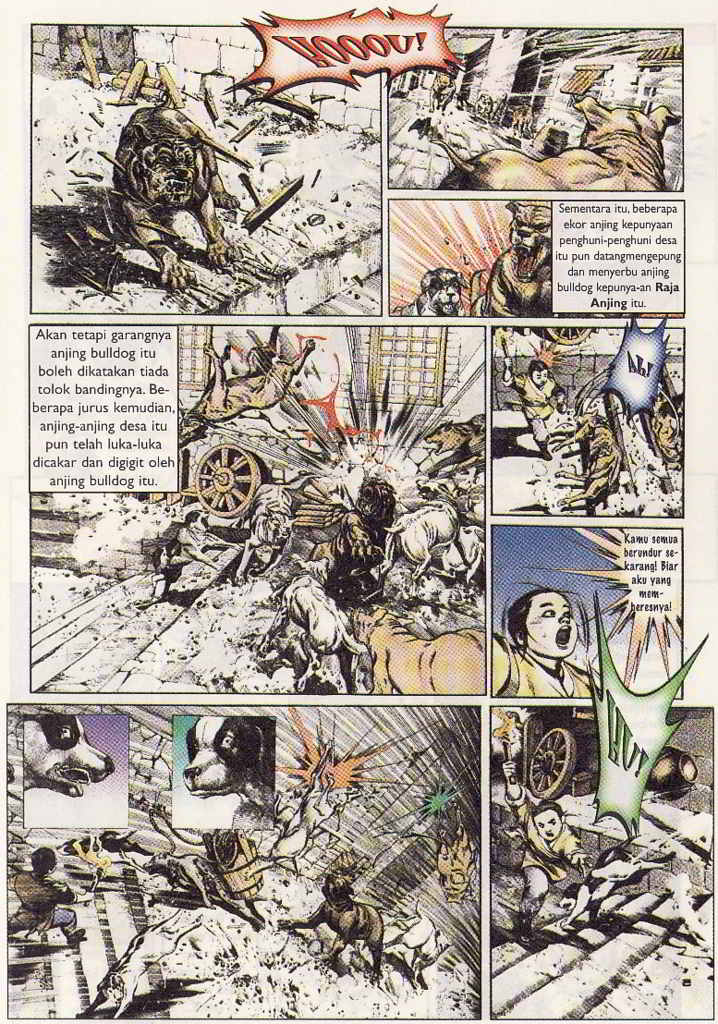 HOOOU!
Sementara itu, beberapa
ekor anjing kepunyaan
penghuni-penghuni desa
itu pun datangmengepung
dan menyerbu anjing
bulldog kepunya-an Raja
Anjing itu.
Akan tetapi garangnya
anjing bulldog itu
boleh dikatakan tiada
tolok bandingnya. Be-
berapa jurus kemudian,
anjing-anjing desa itu
pun telah luka-luka
dicakar dan digigit oleh
anjing bulldog itu.
Kamu semua
berundur se-
karang! Biar
aku yang
mem-
beresnya!